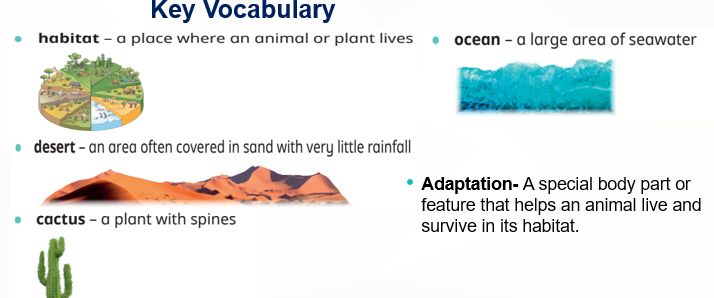 Key Vocabulary
• habitat – a place where an animal or plant lives
• ocean – a large area of seawater
• desert – an area often covered in sand with very little rainfall
• Adaptation- A special body part or
feature that helps an animal live and
survive in its habitat.
• cactus – a plant with spines